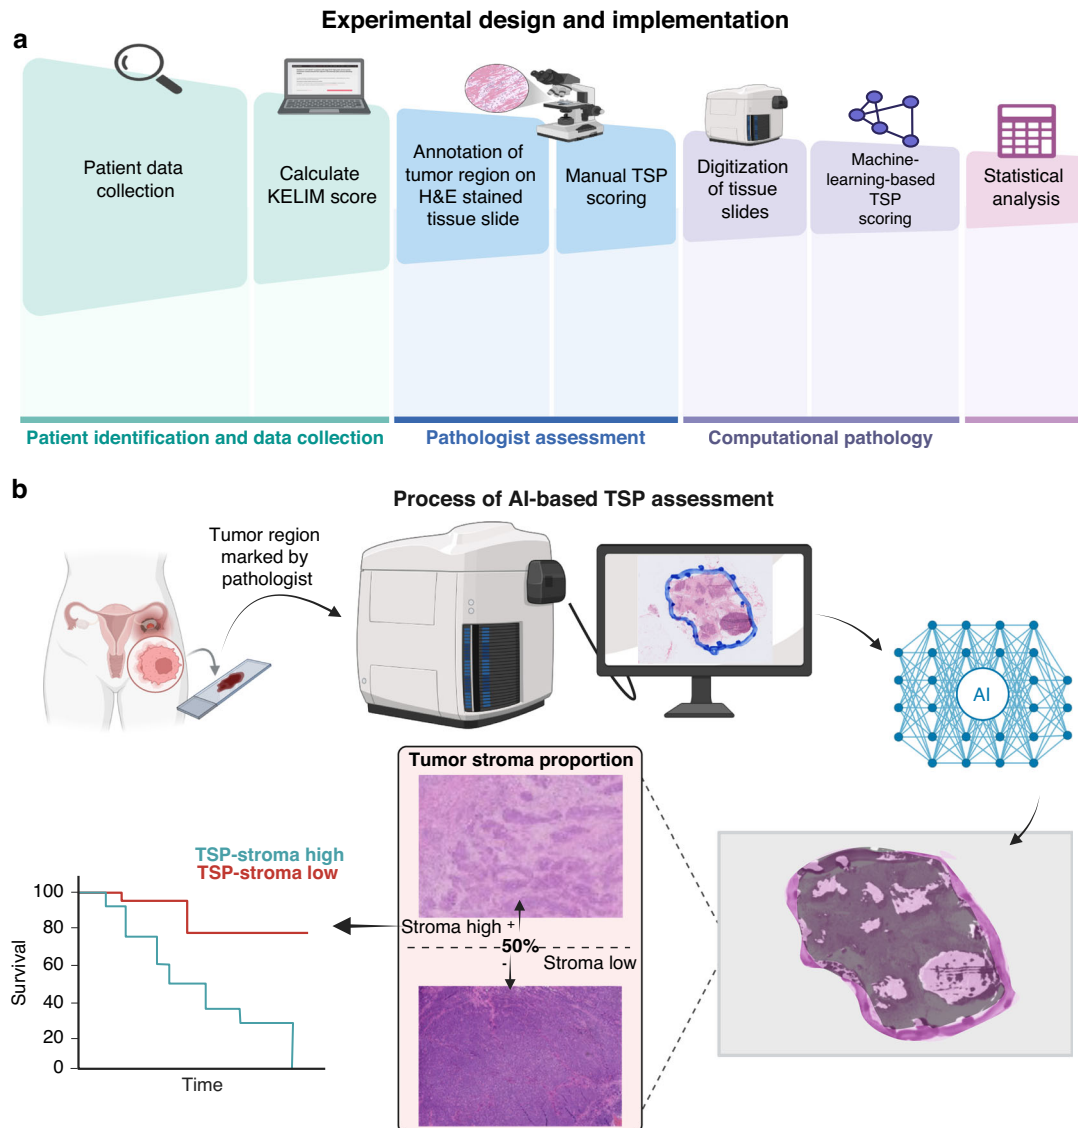 Experimental design and implementation
a
Patient data
collection
Calculate
KELIM score
Annotation of
tumor region on
H&E stained
tissue slide
Manual TSP
scoring
Digitization
of tissue
slides
Machine-
learning-based
TSP
scoring
Statistical
analysis
Patient identification and data collection
Pathologist assessment
Computational pathology
b
Process of AI-based TSP assessment
Tumor region
marked by
pathologist
AI
Tumor stroma proportion
Stroma high +
50%
-
Stroma low
TSP-stroma high
TSP-stroma low
100
80
60
40
20
0
Survival
Time